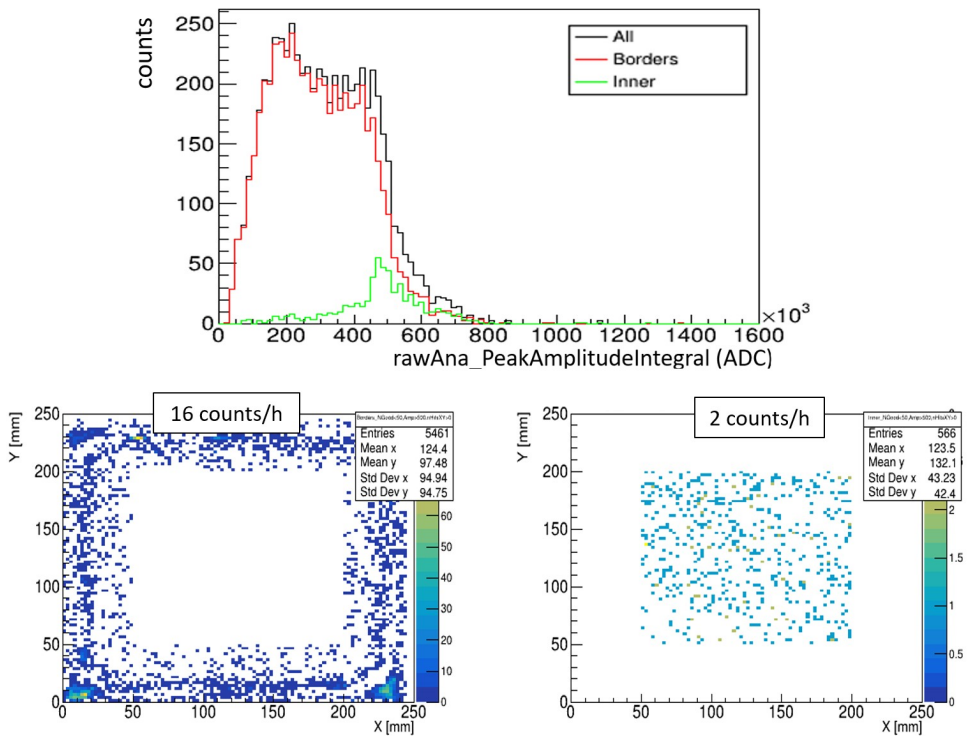 counts
250
200
150
100
50
0
All
Borders
Inner
0 200 400 600 800 1000 1200 1400 1600
×10³
rawAna_PeakAmplitudeIntegral (ADC)
16 counts/h
Y [mm]
250
200
150
100
50
0
0 50 100 150 200 250
X [mm]
Entries 5461
Mean x 124.4
Mean y 97.48
Std Dev x 94.94
Std Dev y 94.75
60
50
40
30
20
10
0
2 counts/h
Y [mm]
250
200
150
100
50
0
0 50 100 150 200 250
X [mm]
Entries 566
Mean x 123.5
Mean y 132.1
Std Dev x 43.23
Std Dev y 42.4
2
1.5
1
0.5
0